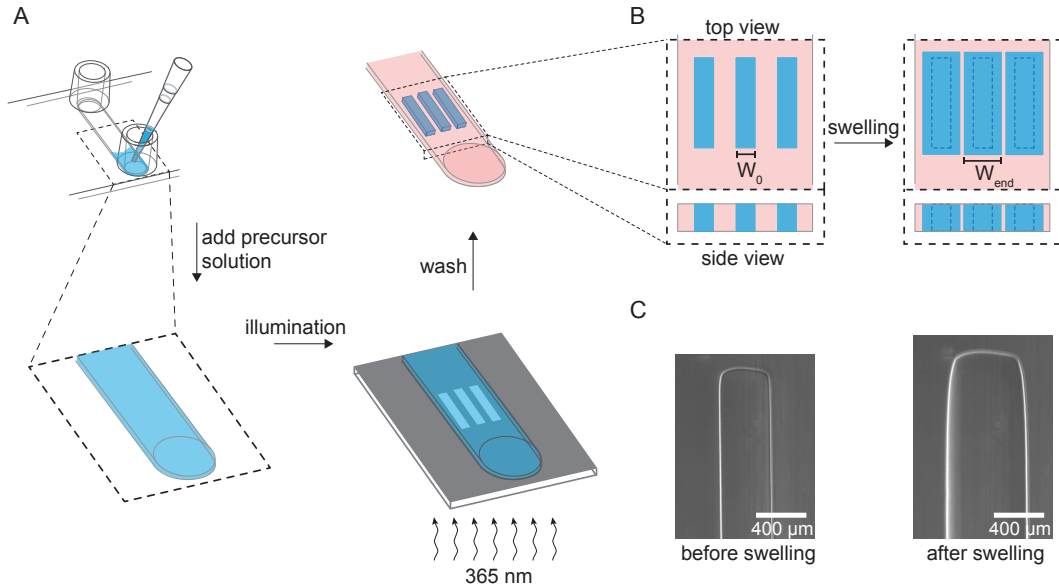 A
add precursor
solution
illumination
365 nm
wash
B
top view
W0
side view
swelling
Wend
C
400 µm
before swelling
400 µm
after swelling